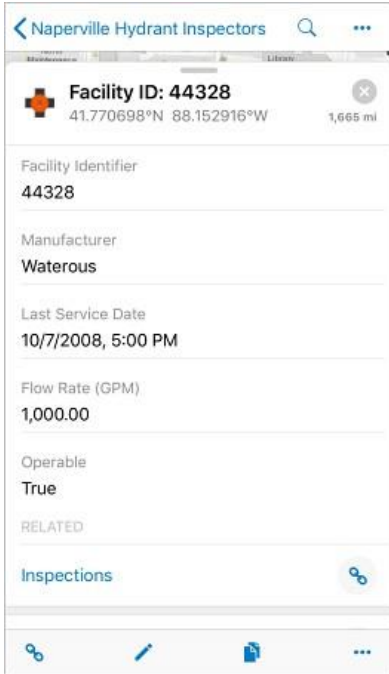 Naperville Hydrant Inspectors
Library
Facility ID: 44328
41.770698°N 88.152916°W
1,665 mi
Facility Identifier
44328
Manufacturer
Waterous
Last Service Date
10/7/2008, 5:00 PM
Flow Rate (GPM)
1,000.00
Operable
True
RELATED
Inspections